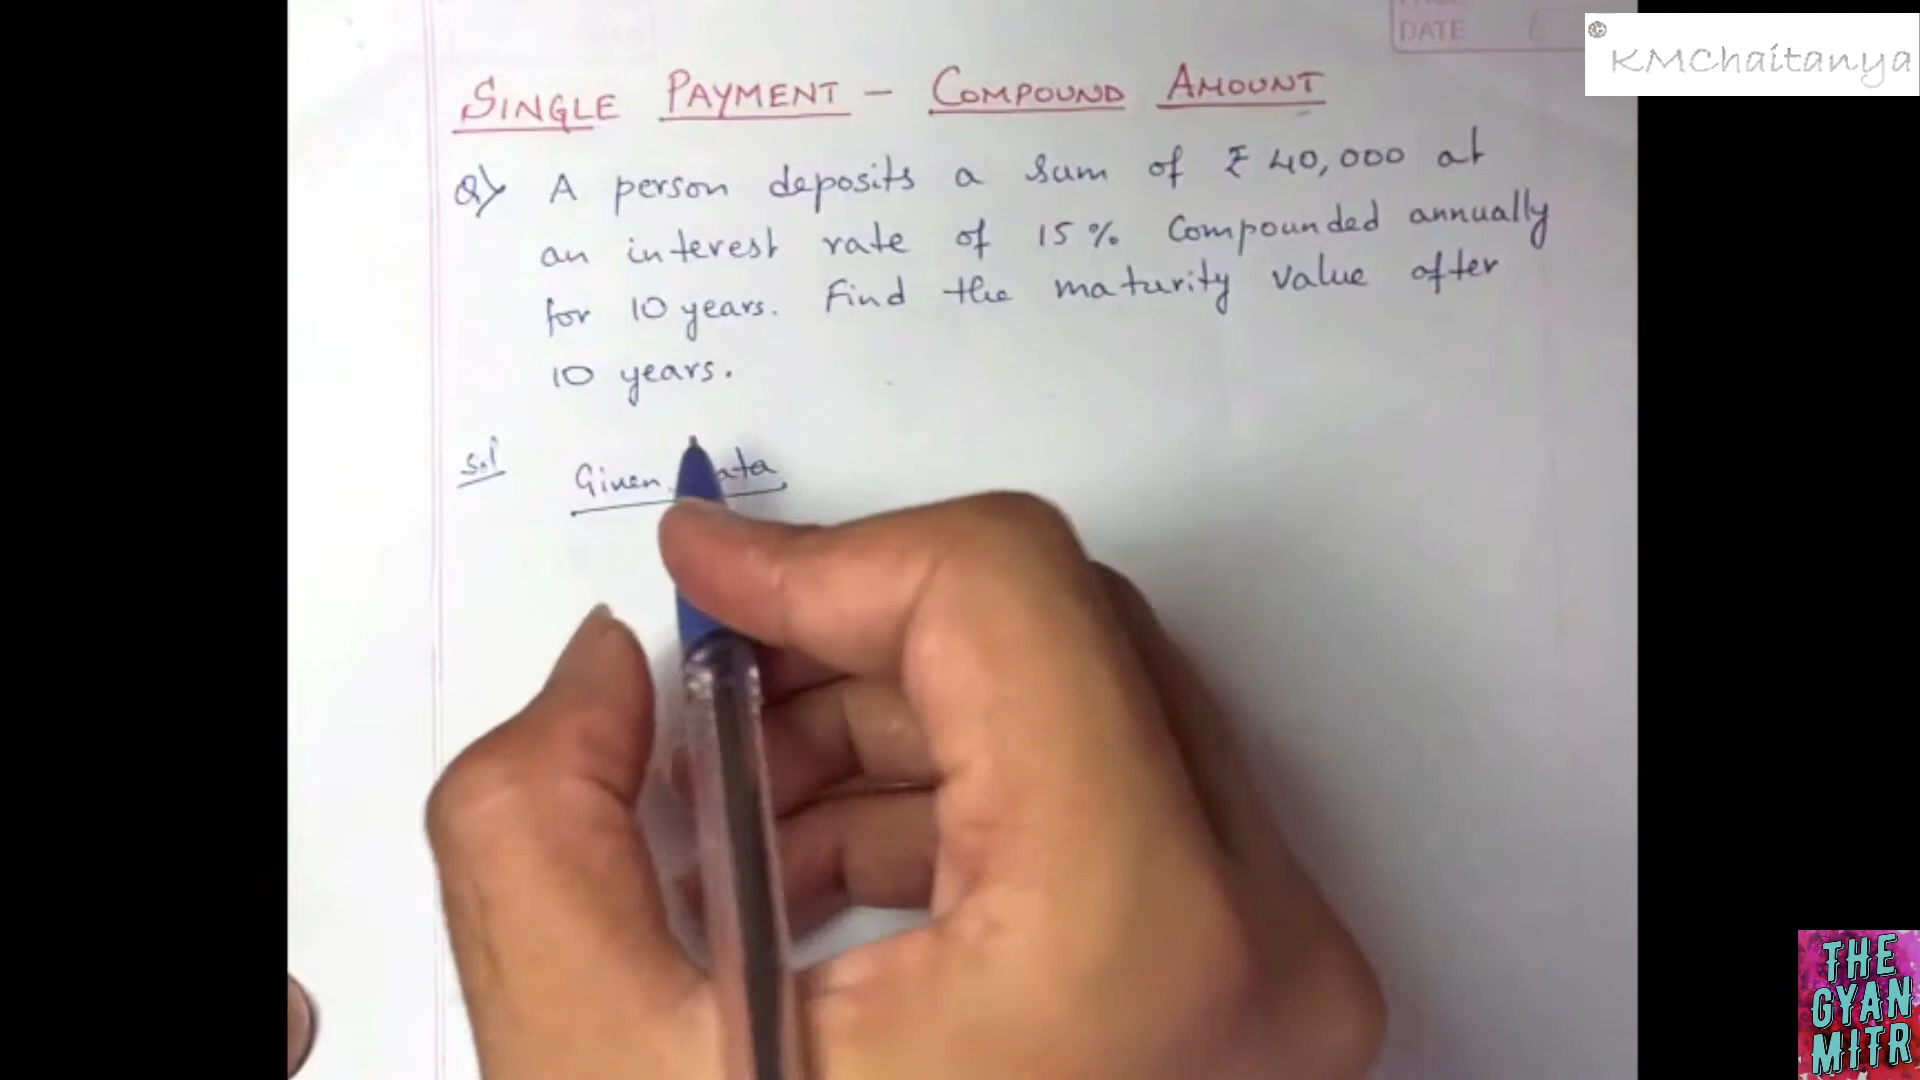 DATE
© KMChaitanya
SINGLE PAYMENT - COMPOUND AMOUNT
Q) A person deposits a sum of ₹ 40,000 at
an interest rate of 15% Compounded annually
for 10 years. Find the maturity value after
10 years.
Sol
Given
THE
GYAN
MITR